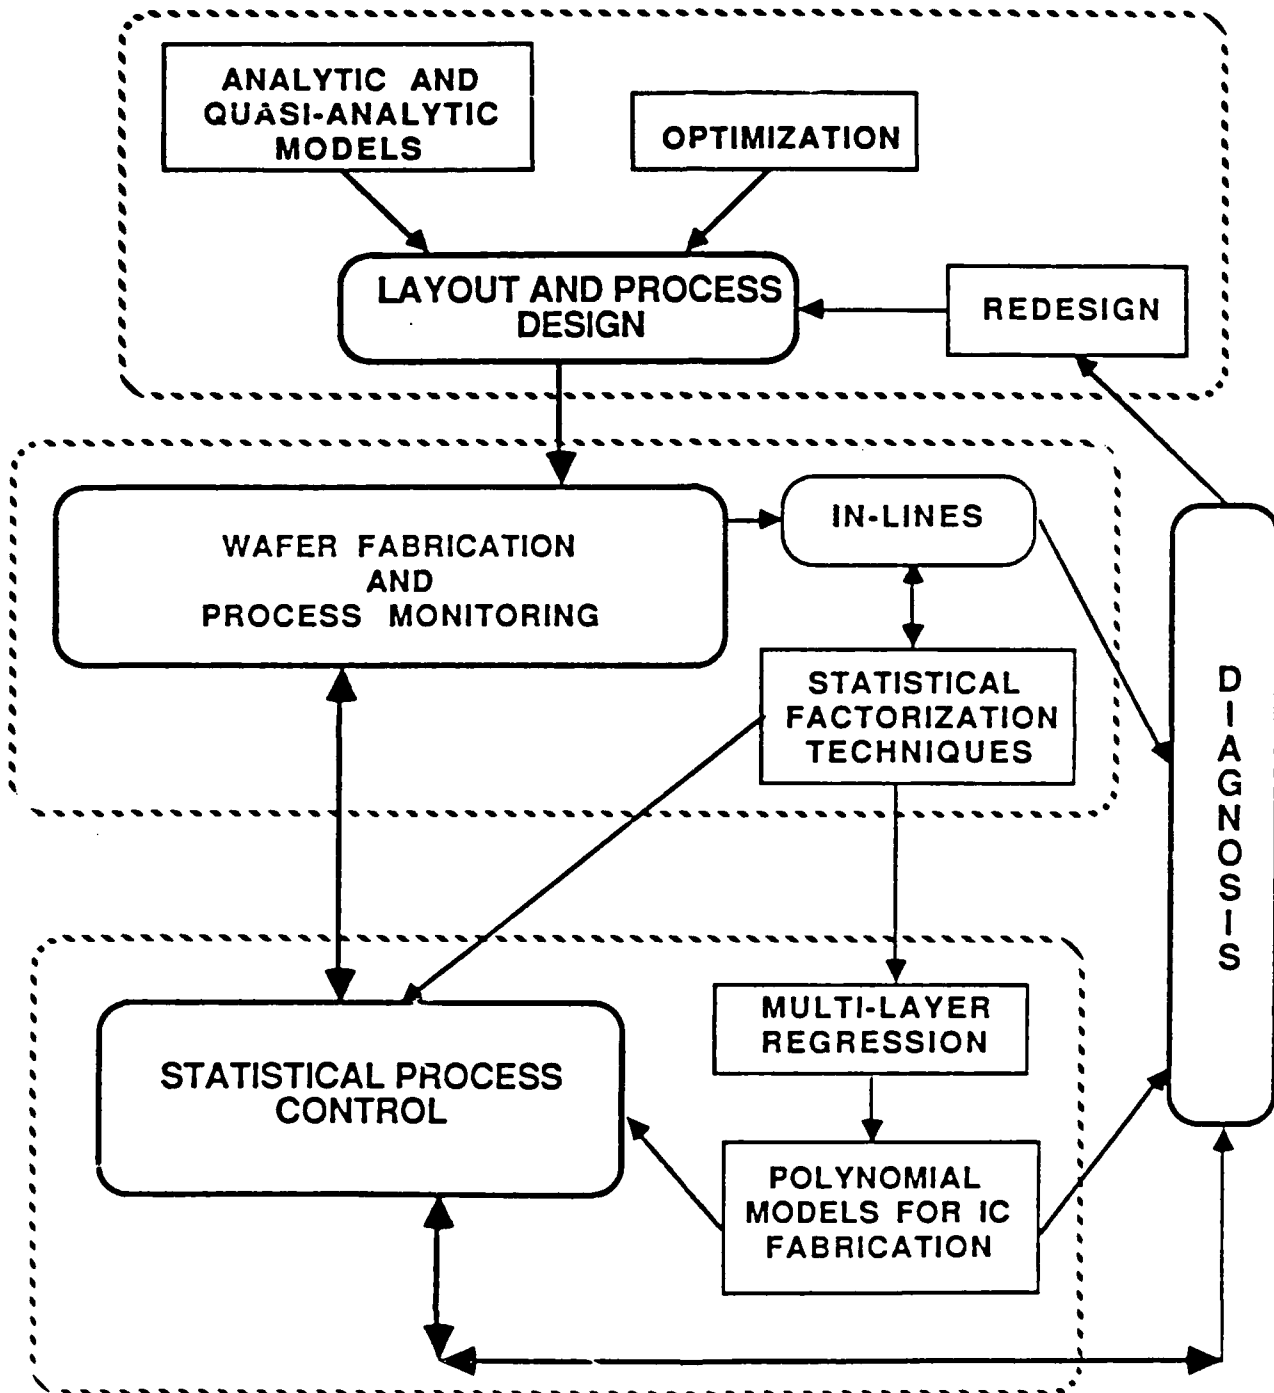 ANALYTIC AND
QUASI-ANALYTIC
MODELS
OPTIMIZATION
LAYOUT AND PROCESS
DESIGN
REDESIGN
WAFER FABRICATION
AND
PROCESS MONITORING
IN-LINES
STATISTICAL
FACTORIZATION
TECHNIQUES
DIAGNOSIS
MULTI-LAYER
REGRESSION
STATISTICAL PROCESS
CONTROL
POLYNOMIAL
MODELS FOR IC
FABRICATION